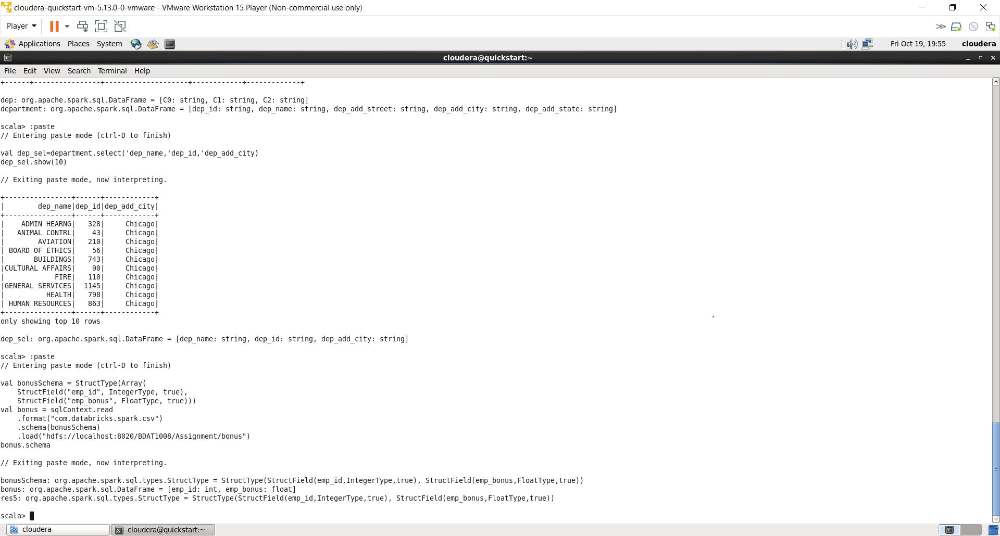 cloudera-quickstart-vm-5.13.0-0-vmware - VMware Workstation 15 Player (Non-commercial use only)
Player
Applications Places System Fri Oct 19, 19:55 cloudera
cloudera@quickstart:~
File Edit View Search Terminal Help
+------+----------------+--------------------+------------+-------------+
dep: org.apache.spark.sql.DataFrame = [C0: string, C1: string, C2: string]
department: org.apache.spark.sql.DataFrame = [dep_id: string, dep_name: string, dep_add_street: string, dep_add_city: string, dep_add_state: string]
scala> :paste
// Entering paste mode (ctrl-D to finish)
val dep_sel=department.select('dep_name,'dep_id,'dep_add_city)
dep_sel.show(10)
// Exiting paste mode, now interpreting.
+----------------+------+------------+
|        dep_name|dep_id|dep_add_city|
+----------------+------+------------+
|    ADMIN HEARNG|   328|     Chicago|
|   ANIMAL CONTRL|    43|     Chicago|
|        AVIATION|   210|     Chicago|
| BOARD OF ETHICS|    56|     Chicago|
|       BUILDINGS|   743|     Chicago|
|CULTURAL AFFAIRS|    90|     Chicago|
|            FIRE|   110|     Chicago|
|GENERAL SERVICES|  1145|     Chicago|
|          HEALTH|   798|     Chicago|
| HUMAN RESOURCES|   863|     Chicago|
+----------------+------+------------+
only showing top 10 rows
dep_sel: org.apache.spark.sql.DataFrame = [dep_name: string, dep_id: string, dep_add_city: string]
scala> :paste
// Entering paste mode (ctrl-D to finish)
val bonusSchema = StructType(Array(
    StructField("emp_id", IntegerType, true),
    StructField("emp_bonus", FloatType, true)))
val bonus = sqlContext.read
    .format("com.databricks.spark.csv")
    .schema(bonusSchema)
    .load("hdfs://localhost:8020/BDAT1008/Assignment/bonus")
bonus.schema
// Exiting paste mode, now interpreting.
bonusSchema: org.apache.spark.sql.types.StructType = StructType(StructField(emp_id,IntegerType,true), StructField(emp_bonus,FloatType,true))
bonus: org.apache.spark.sql.DataFrame = [emp_id: int, emp_bonus: float]
res5: org.apache.spark.sql.types.StructType = StructType(StructField(emp_id,IntegerType,true), StructField(emp_bonus,FloatType,true))
scala>
cloudera cloudera@quickstart:~